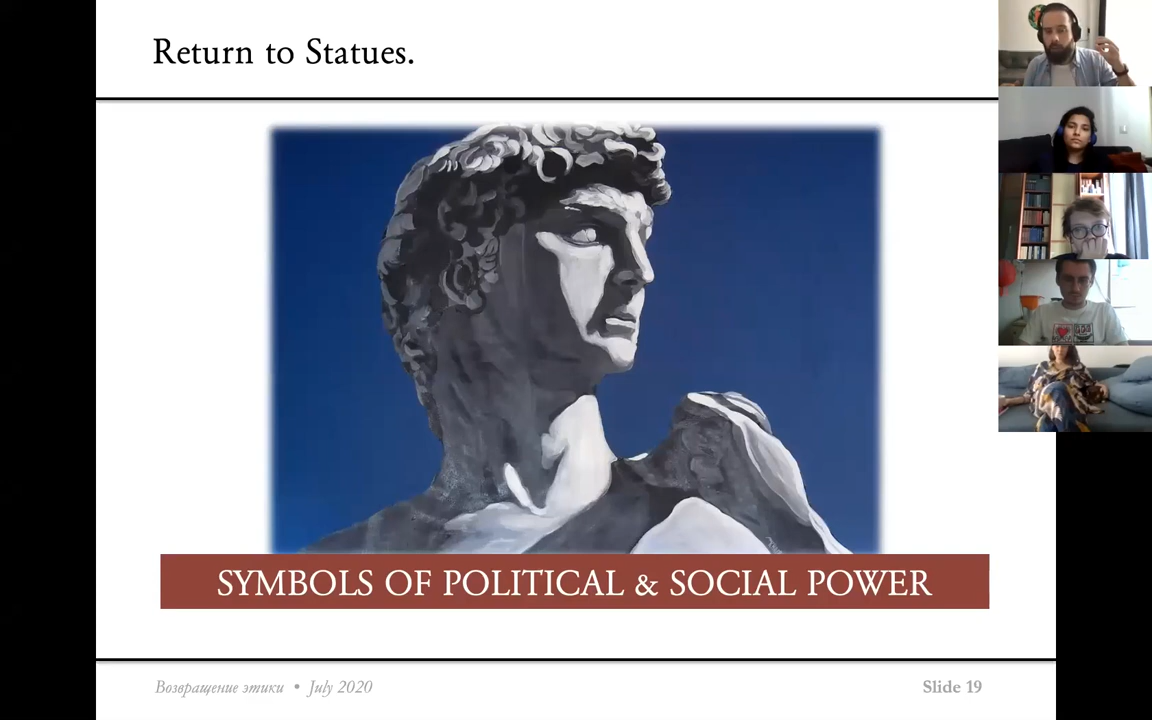 Return to Statues.
SYMBOLS OF POLITICAL & SOCIAL POWER
Возвращение этики • July 2020
Slide 19